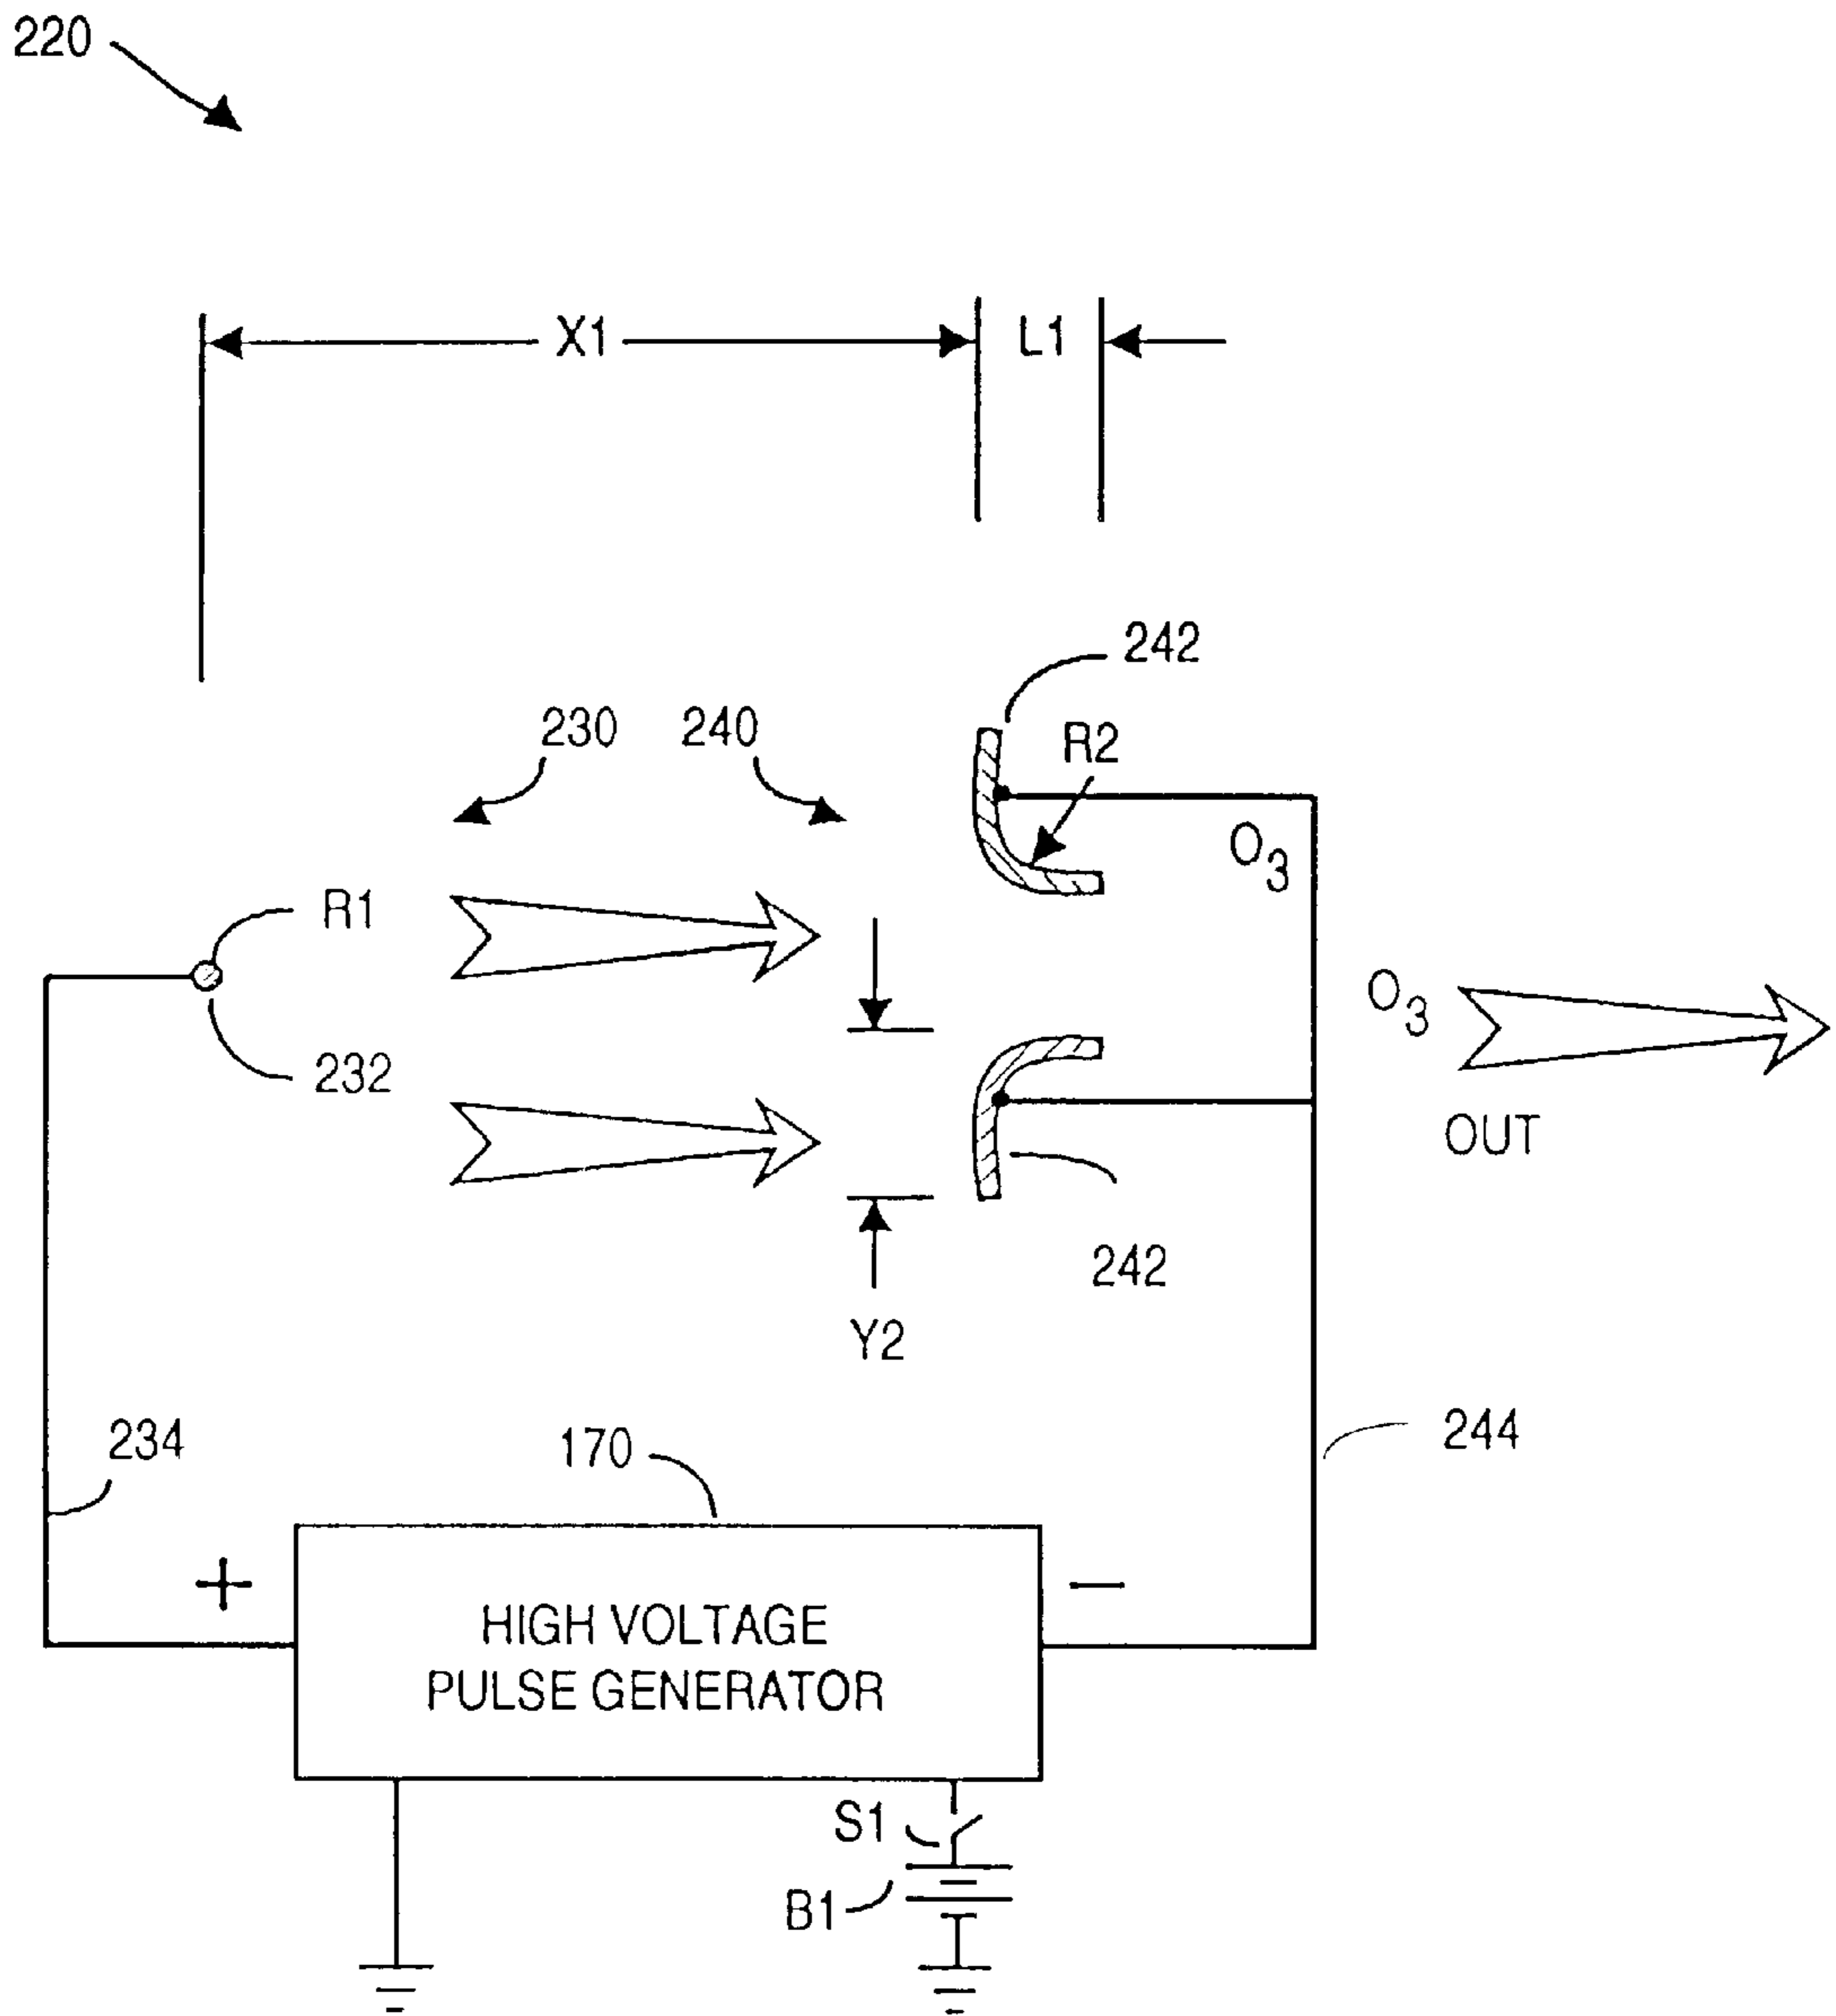 220
X1
L1
242
230
240
R2
O3
R1
232
O3
OUT
242
Y2
234
170
244
+
−
HIGH VOLTAGE
PULSE GENERATOR
S1
B1